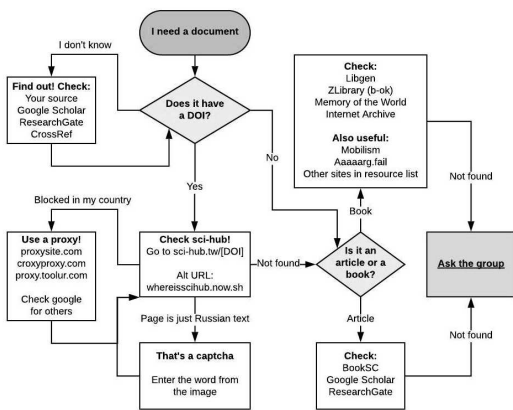 I need a document
I don't know
Find out! Check:
Your source
Google Scholar
ResearchGate
CrossRef
Does it have
a DOI?
No
Yes
Check:
Libgen
ZLibrary (b-ok)
Memory of the World
Internet Archive
Also useful:
Mobilism
Aaaaarg.fail
Other sites in resource list
Not found
Blocked in my country
Use a proxy!
proxysite.com
croxyproxy.com
proxy.toolur.com
Check google
for others
Check sci-hub!
Go to sci-hub.tw/[DOI]
Alt URL:
whereisscihub.now.sh
Not found
Book
Is it an
article or a
book?
Article
Ask the group
Page is just Russian text
That's a captcha
Enter the word from
the image
Check:
BookSC
Google Scholar
ResearchGate
Not found